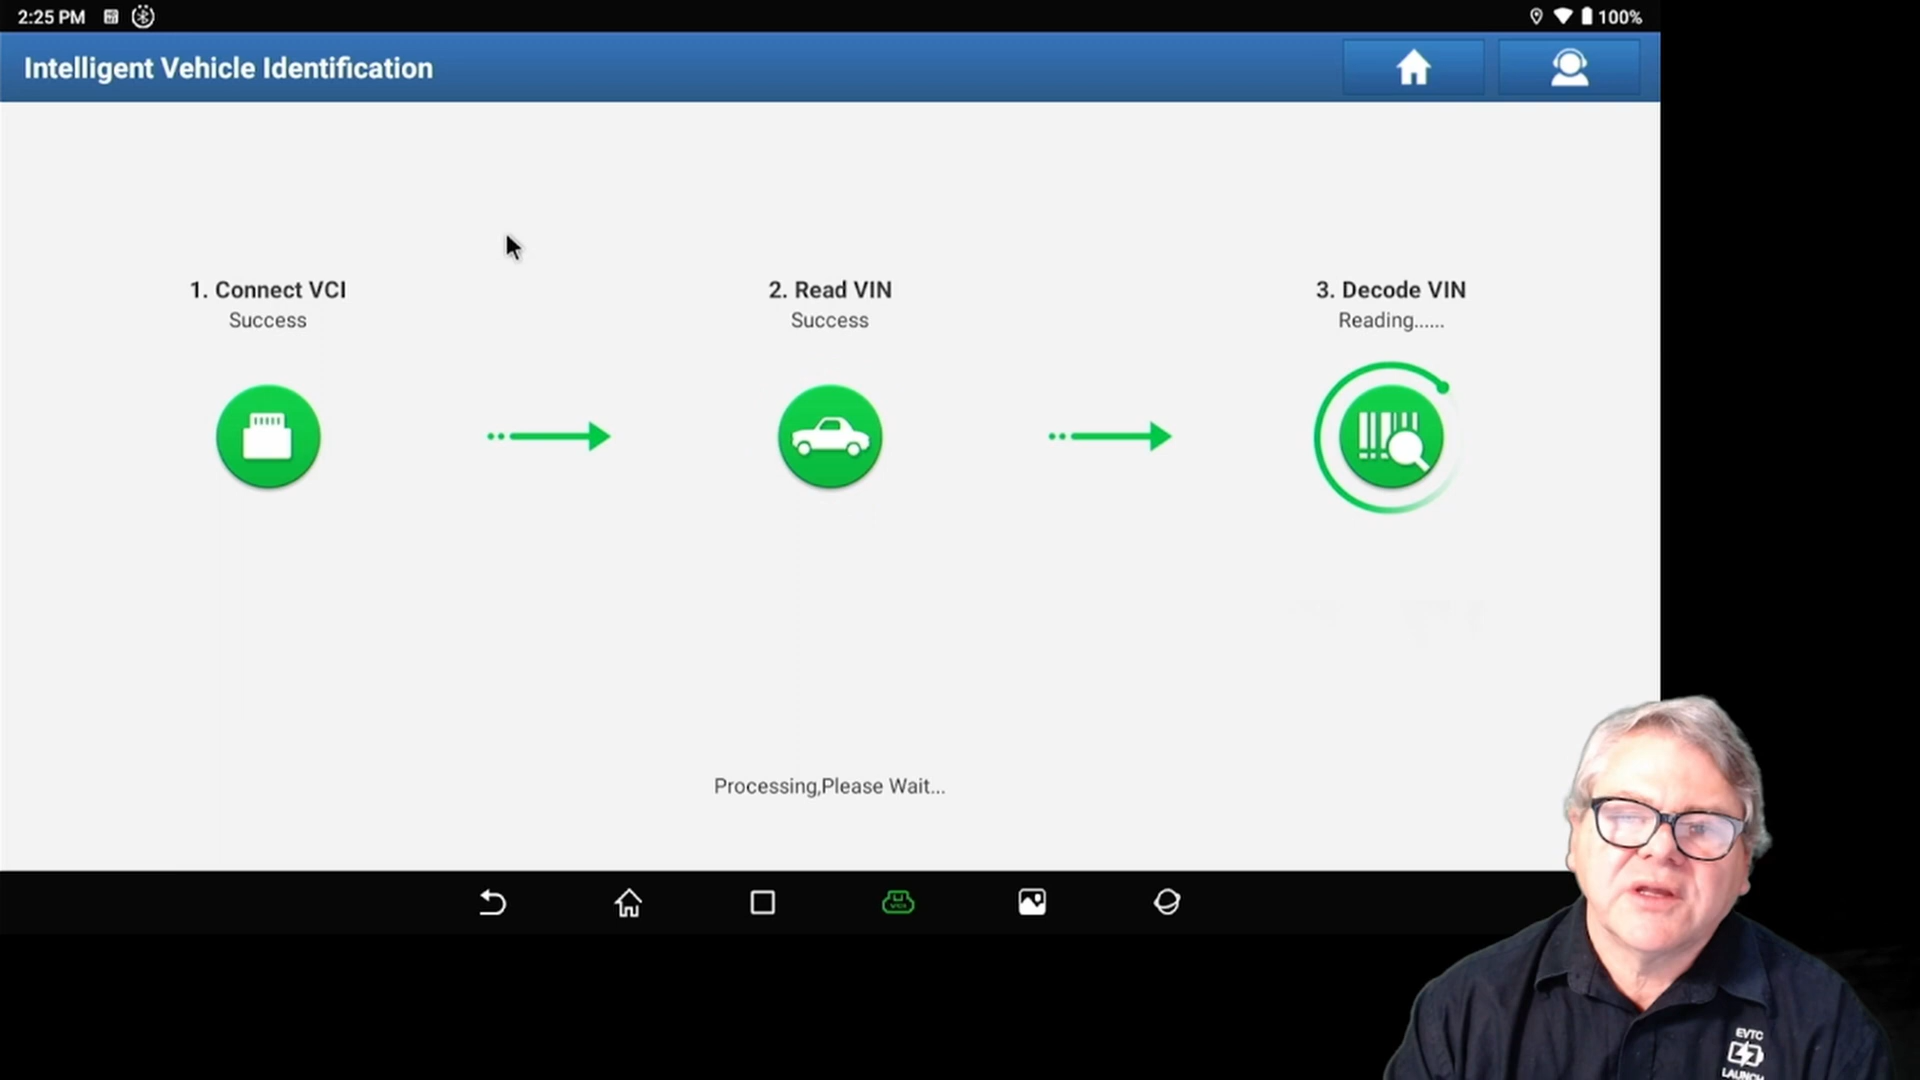 2:25 PM
100%
Intelligent Vehicle Identification
1. Connect VCI
Success
2. Read VIN
Success
3. Decode VIN
Reading......
Processing,Please Wait...
VCI
EVTC
LAUNCH